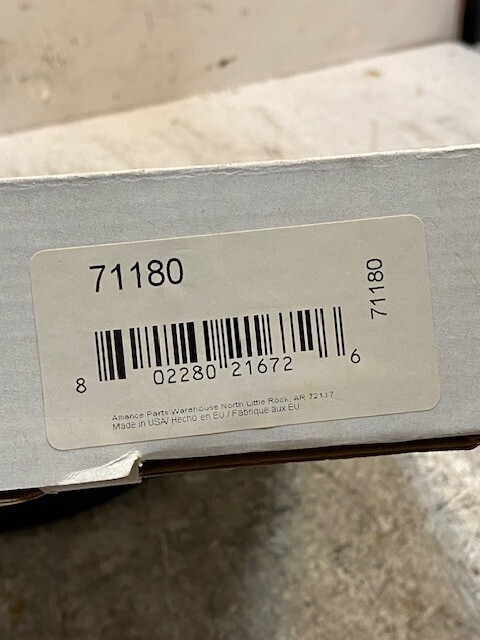 71180
71180
8 02280 21672 6
Alliance Parts Warehouse North Little Rock, AR 72117
Made in USA/ Hecho en EU / Fabrique aux EU